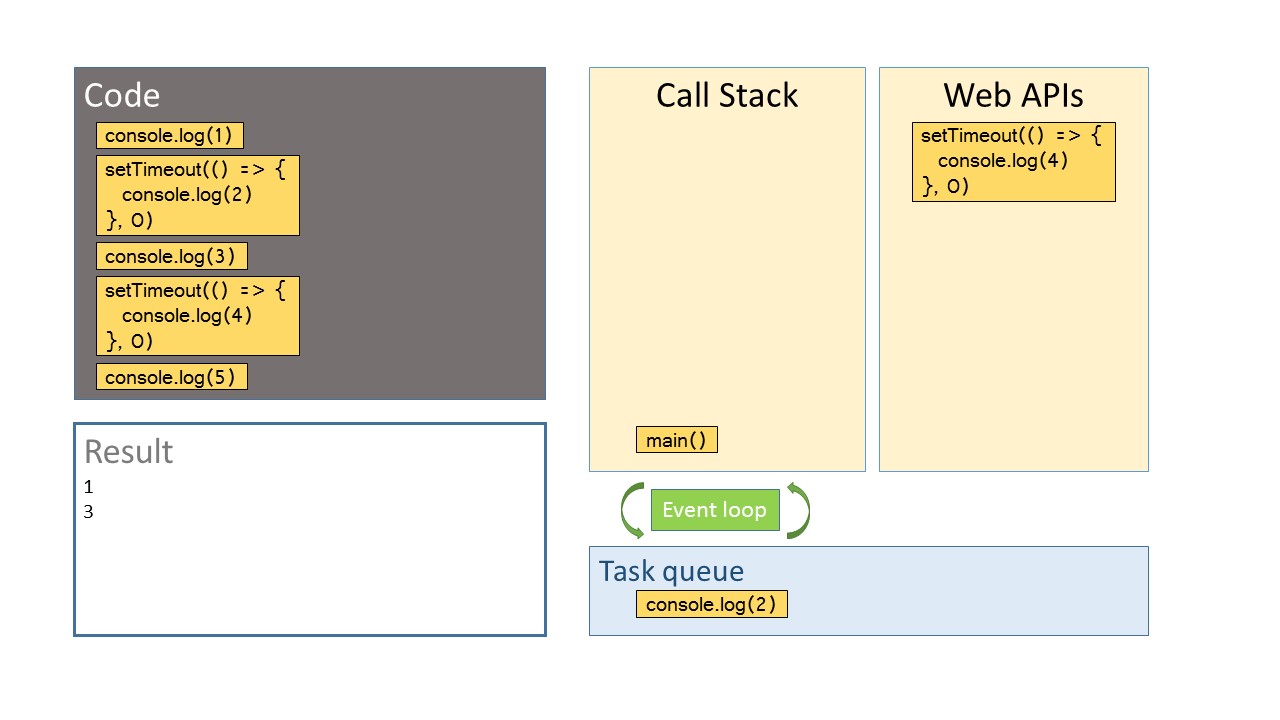 Code
console.log(1)
setTimeout(() => {
console.log(2)
}, 0)
console.log(3)
setTimeout(() => {
console.log(4)
}, 0)
console.log(5)
Result
1
3
Call Stack
main()
Web APIs
setTimeout(() => {
console.log(4)
}, 0)
Event loop
Task queue
console.log(2)